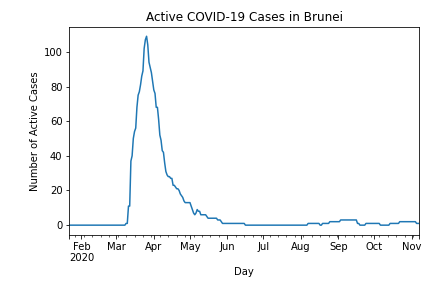 Active COVID-19 Cases in Brunei
Number of Active Cases
100
80
60
40
20
0
Feb Mar Apr May Jun Jul Aug Sep Oct Nov
2020
Day